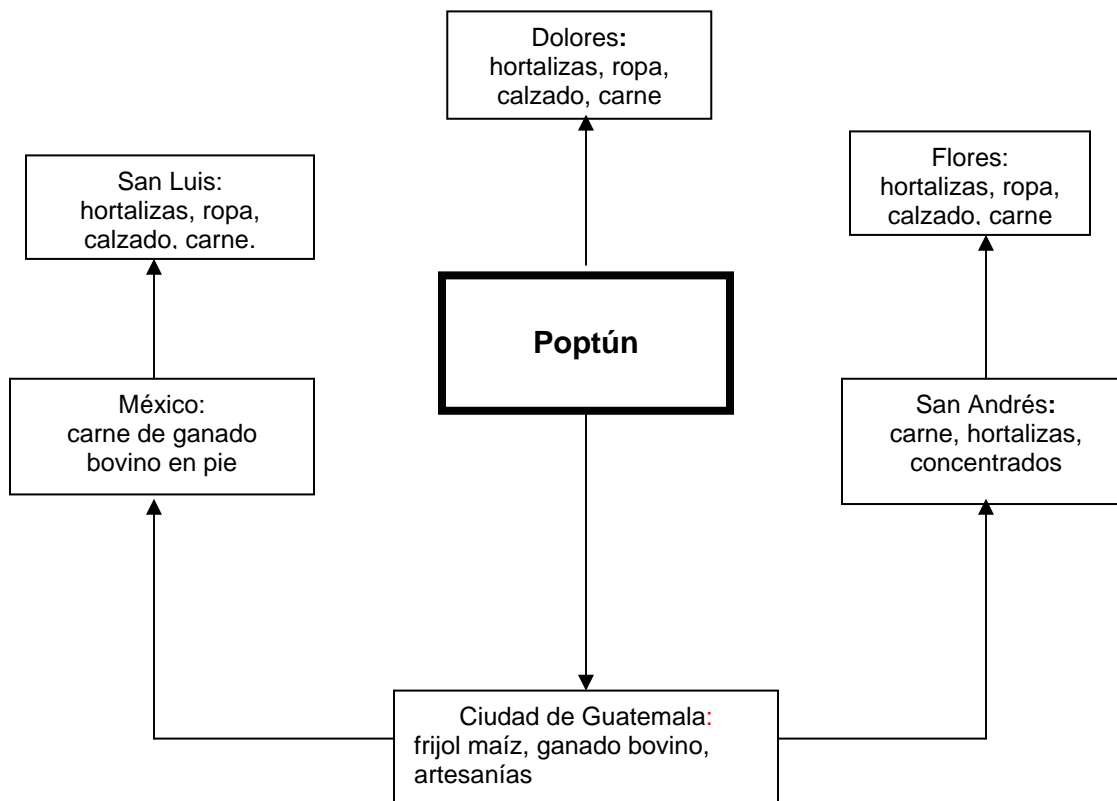 Dolores:
hortalizas, ropa,
calzado, carne
San Luis:
hortalizas, ropa,
calzado, carne.
Flores:
hortalizas, ropa,
calzado, carne
Poptún
México:
carne de ganado
bovino en pie
San Andrés:
carne, hortalizas,
concentrados
Ciudad de Guatemala:
frijol maíz, ganado bovino,
artesanías